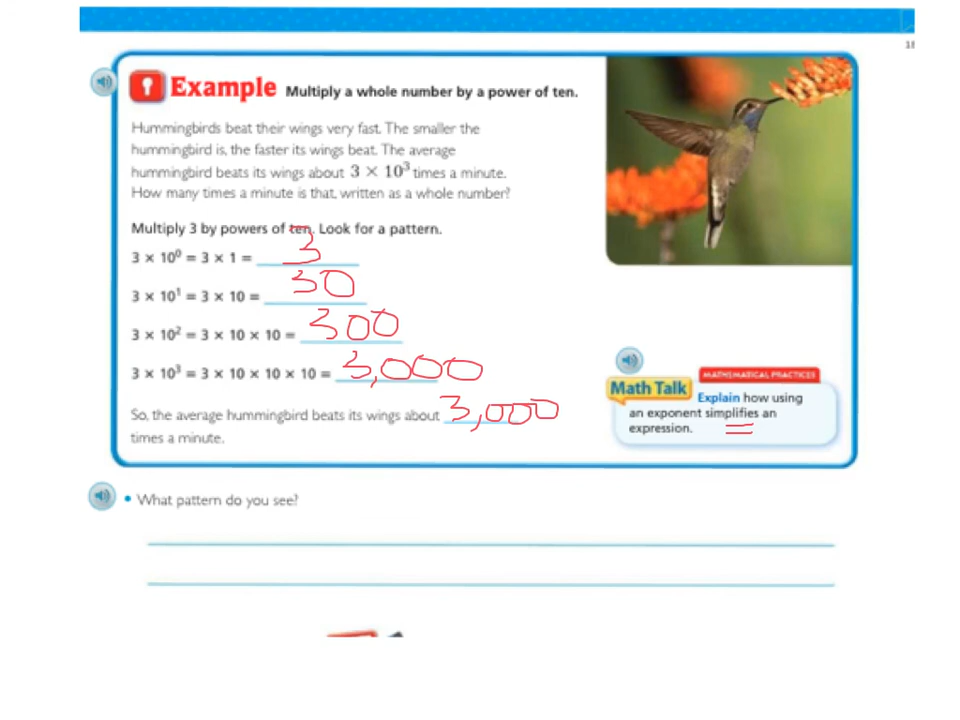 Example Multiply a whole number by a power of ten.
Hummingbirds beat their wings very fast. The smaller the
hummingbird is, the faster its wings beat. The average
hummingbird beats its wings about 3 × 10³ times a minute.
How many times a minute is that, written as a whole number?
Multiply 3 by powers of ten. Look for a pattern.
3 × 10⁰ = 3 × 1 = 3
3 × 10¹ = 3 × 10 = 30
3 × 10² = 3 × 10 × 10 = 300
3 × 10³ = 3 × 10 × 10 × 10 = 3,000
So, the average hummingbird beats its wings about 3,000
times a minute.
MATHEMATICAL PRACTICES
Math Talk Explain how using
an exponent simplifies an
expression.
• What pattern do you see?